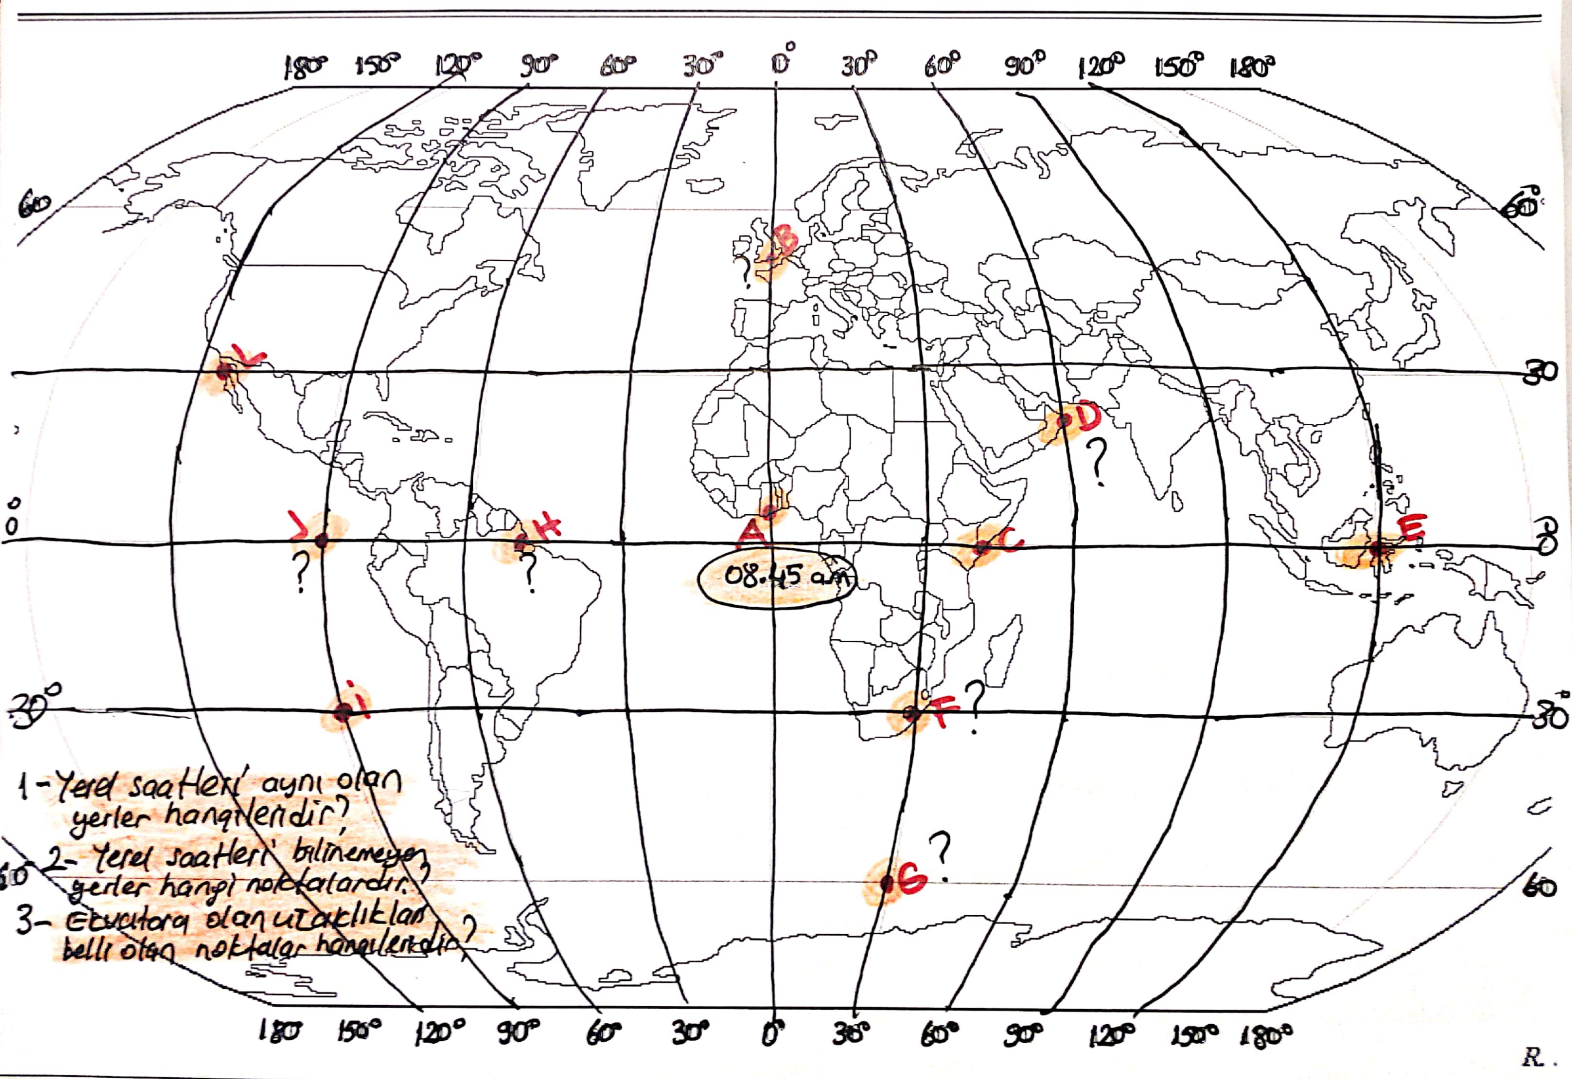 180° 150° 120° 90° 60° 30° 0° 30° 60° 90° 120° 150° 180°
60 60°
B
?
K
30 30
D
?
0° J H A C E 0°
? ? 08.45 am
30° i F ? 30°
1- Yerel saatleri aynı olan
yerler hangileridir?
2- Yerel saatleri bilinemeyen
yerler hangi noktalardır?
3- Ekvatora olan uzaklıkları
belli olan noktalar hangileridir?
?
60 G 60
180 150° 120° 90° 60° 30° 0° 30° 60° 90° 120° 150° 180°
R.